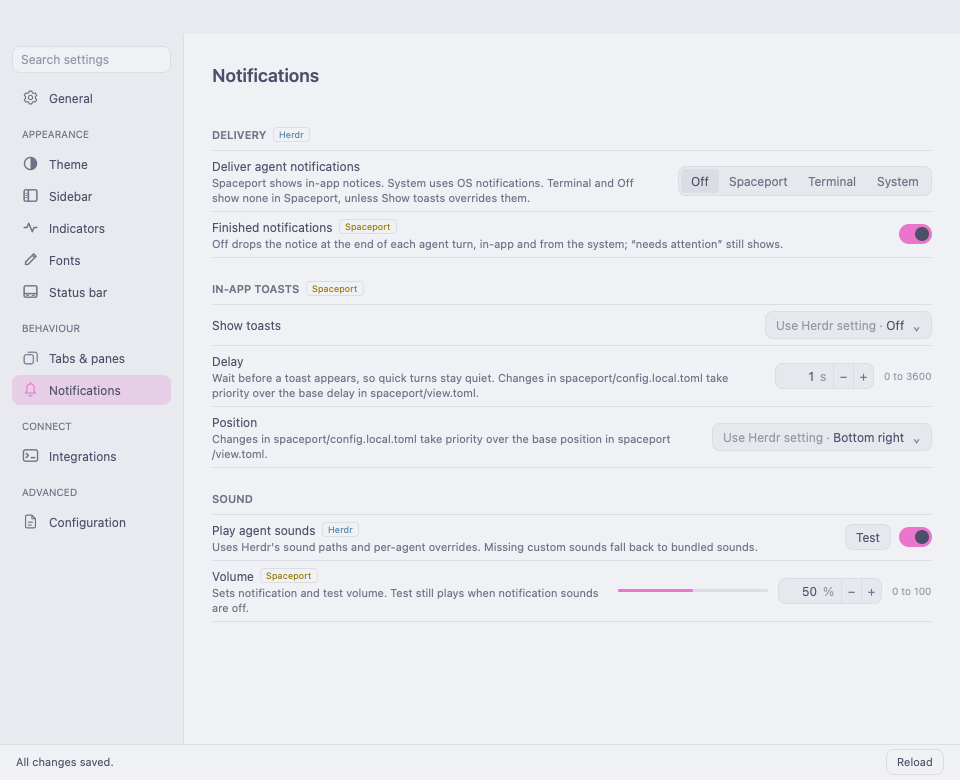 Search settings
General
APPEARANCE
Theme
Sidebar
Indicators
Fonts
Status bar
BEHAVIOUR
Tabs & panes
Notifications
CONNECT
Integrations
ADVANCED
Configuration
Notifications
DELIVERY Herdr
Deliver agent notifications
Spaceport shows in-app notices. System uses OS notifications. Terminal and Off
show none in Spaceport, unless Show toasts overrides them.
Off Spaceport Terminal System
Finished notifications Spaceport
Off drops the notice at the end of each agent turn, in-app and from the system; “needs attention” still shows.
IN-APP TOASTS Spaceport
Show toasts
Use Herdr setting · Off
Delay
Wait before a toast appears, so quick turns stay quiet. Changes in spaceport/config.local.toml take
priority over the base delay in spaceport/view.toml.
1 s − + 0 to 3600
Position
Changes in spaceport/config.local.toml take priority over the base position in spaceport
/view.toml.
Use Herdr setting · Bottom right
SOUND
Play agent sounds Herdr
Uses Herdr's sound paths and per-agent overrides. Missing custom sounds fall back to bundled sounds.
Test
Volume Spaceport
Sets notification and test volume. Test still plays when notification sounds
are off.
50 % − + 0 to 100
All changes saved.
Reload